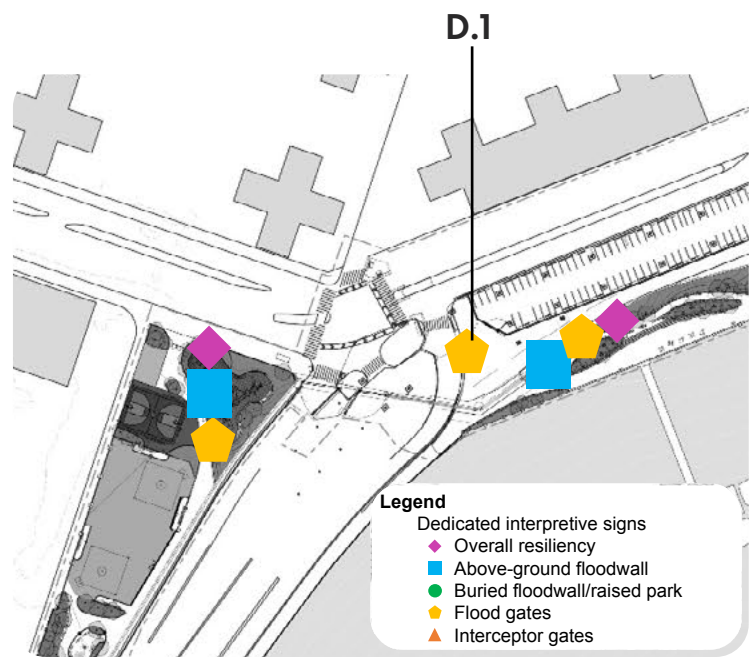 D.1
Legend
Dedicated interpretive signs
Overall resiliency
Above-ground floodwall
Buried floodwall/raised park
Flood gates
Interceptor gates